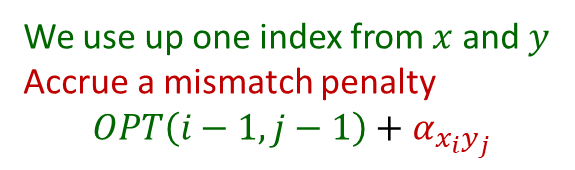 We use up one index from x and y
Accrue a mismatch penalty
OPT(i − 1, j − 1) + α_{x_i y_j}